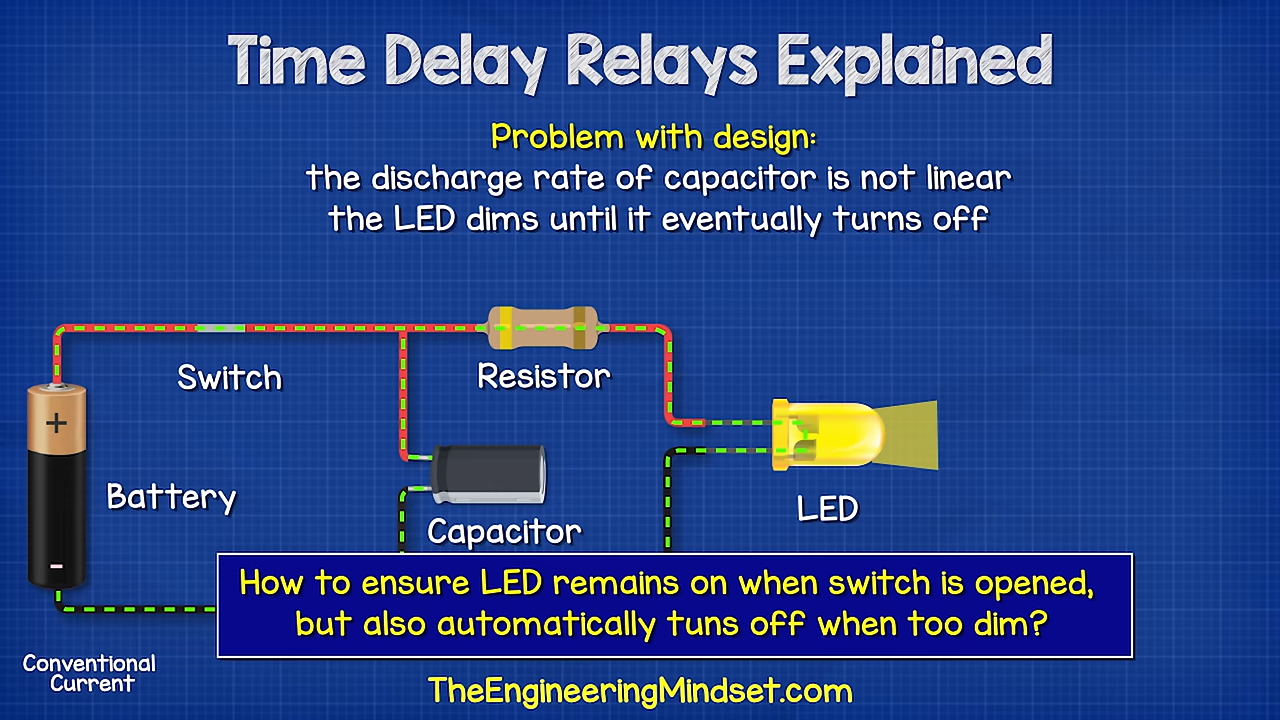 Time Delay Relays Explained
Problem with design:
the discharge rate of capacitor is not linear
the LED dims until it eventually turns off
Switch
Resistor
+
Battery
LED
Capacitor
-
How to ensure LED remains on when switch is opened,
but also automatically tuns off when too dim?
Conventional
Current
TheEngineeringMindset.com